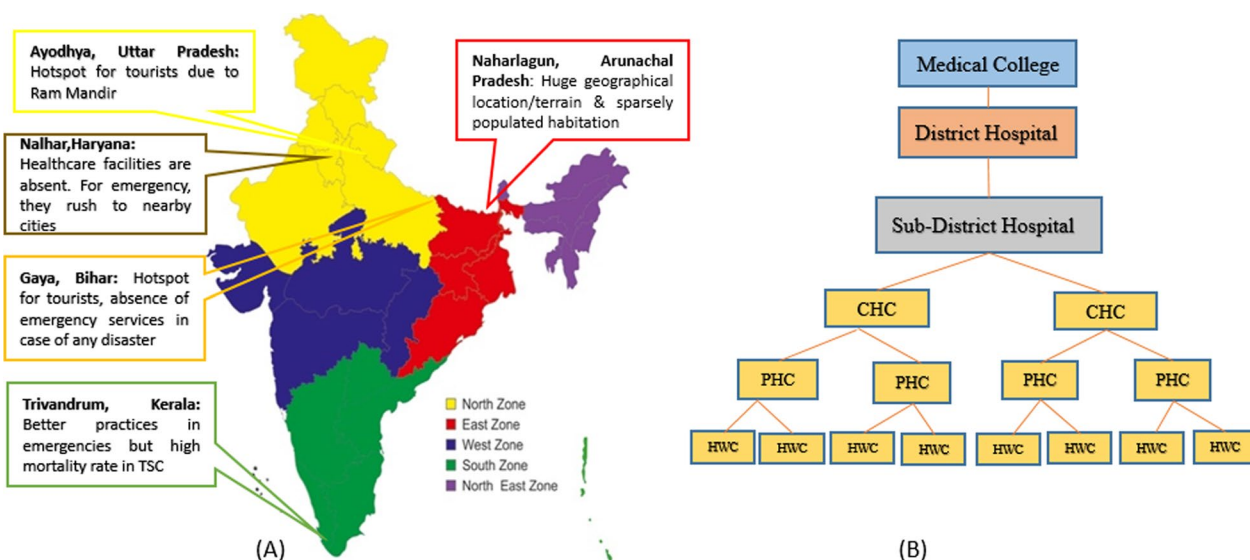 Ayodhya, Uttar Pradesh:
Hotspot for tourists due to
Ram Mandir
Nalhar,Haryana:
Healthcare facilities are
absent. For emergency,
they rush to nearby
cities
Gaya, Bihar: Hotspot
for tourists, absence of
emergency services in
case of any disaster
Trivandrum, Kerala:
Better practices in
emergencies but high
mortality rate in TSC
Naharlagun, Arunachal
Pradesh: Huge geographical
location/terrain & sparsely
populated habitation
North Zone
East Zone
West Zone
South Zone
North East Zone
(A)
Medical College
District Hospital
Sub-District Hospital
CHC CHC
PHC PHC PHC PHC
HWC HWC HWC HWC HWC HWC HWC HWC
(B)